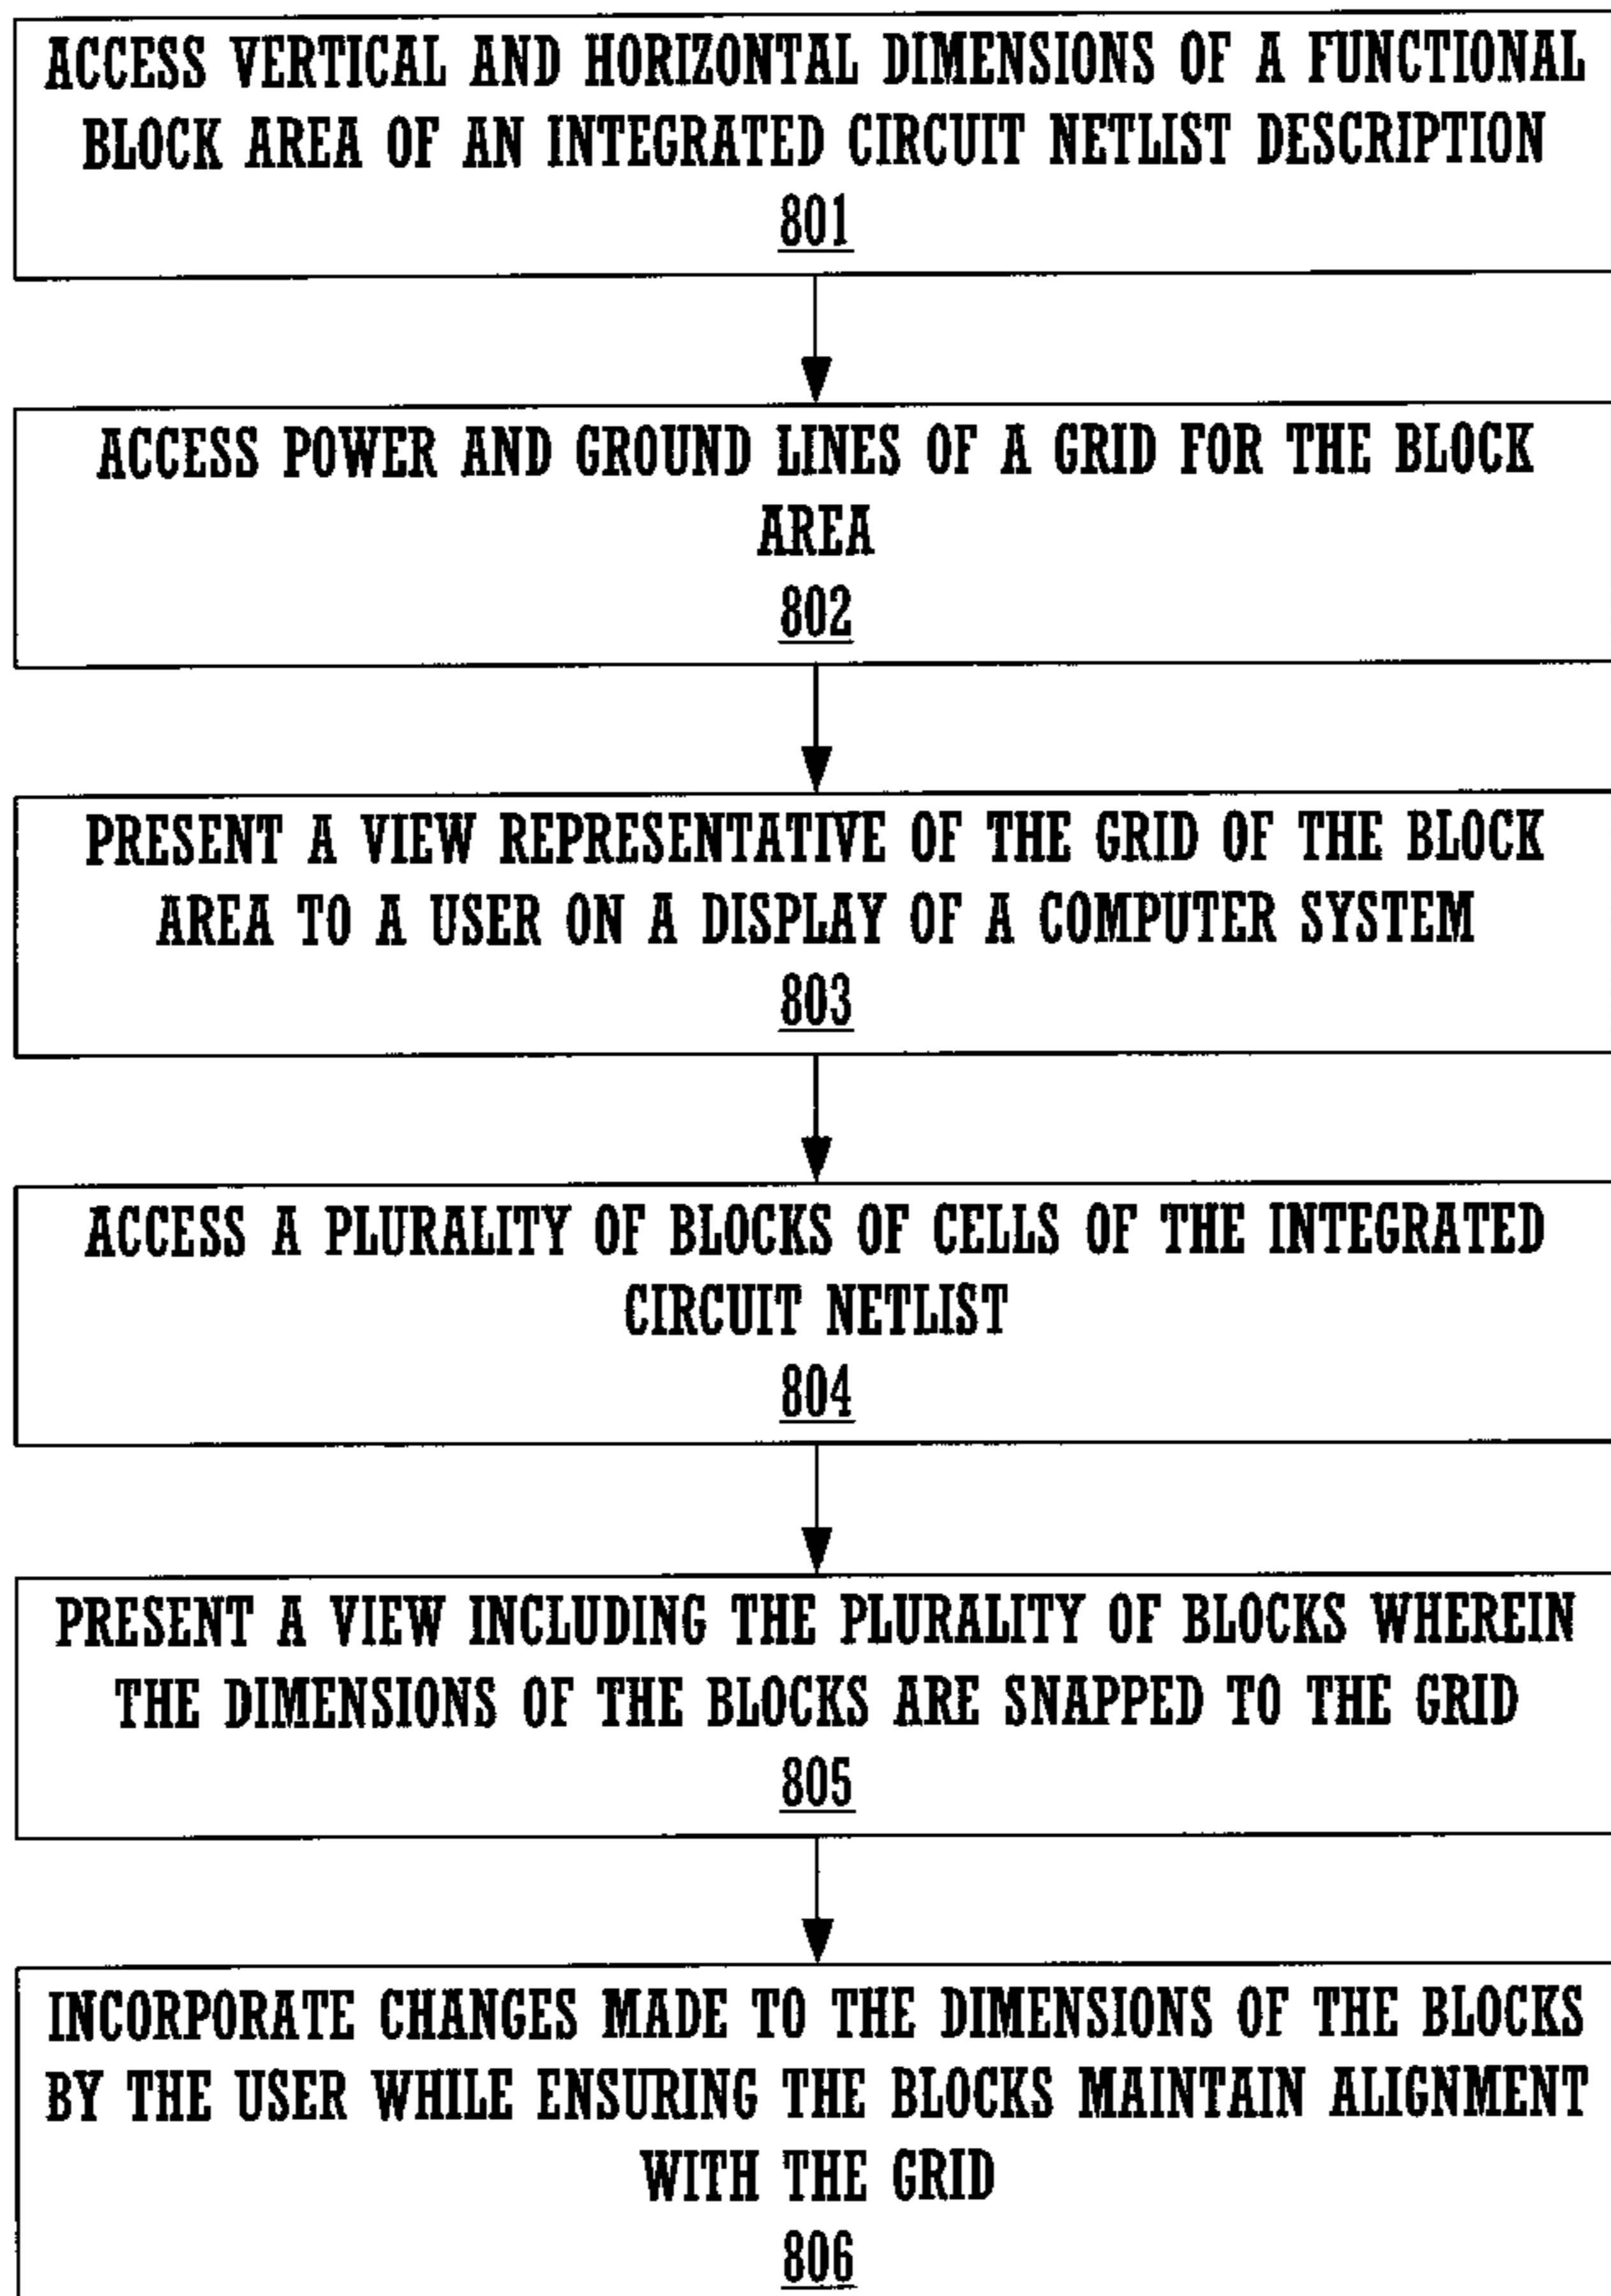 ACCESS VERTICAL AND HORIZONTAL DIMENSIONS OF A FUNCTIONAL
BLOCK AREA OF AN INTEGRATED CIRCUIT NETLIST DESCRIPTION
801
ACCESS POWER AND GROUND LINES OF A GRID FOR THE BLOCK
AREA
802
PRESENT A VIEW REPRESENTATIVE OF THE GRID OF THE BLOCK
AREA TO A USER ON A DISPLAY OF A COMPUTER SYSTEM
803
ACCESS A PLURALITY OF BLOCKS OF CELLS OF THE INTEGRATED
CIRCUIT NETLIST
804
PRESENT A VIEW INCLUDING THE PLURALITY OF BLOCKS WHEREIN
THE DIMENSIONS OF THE BLOCKS ARE SNAPPED TO THE GRID
805
INCORPORATE CHANGES MADE TO THE DIMENSIONS OF THE BLOCKS
BY THE USER WHILE ENSURING THE BLOCKS MAINTAIN ALIGNMENT
WITH THE GRID
806